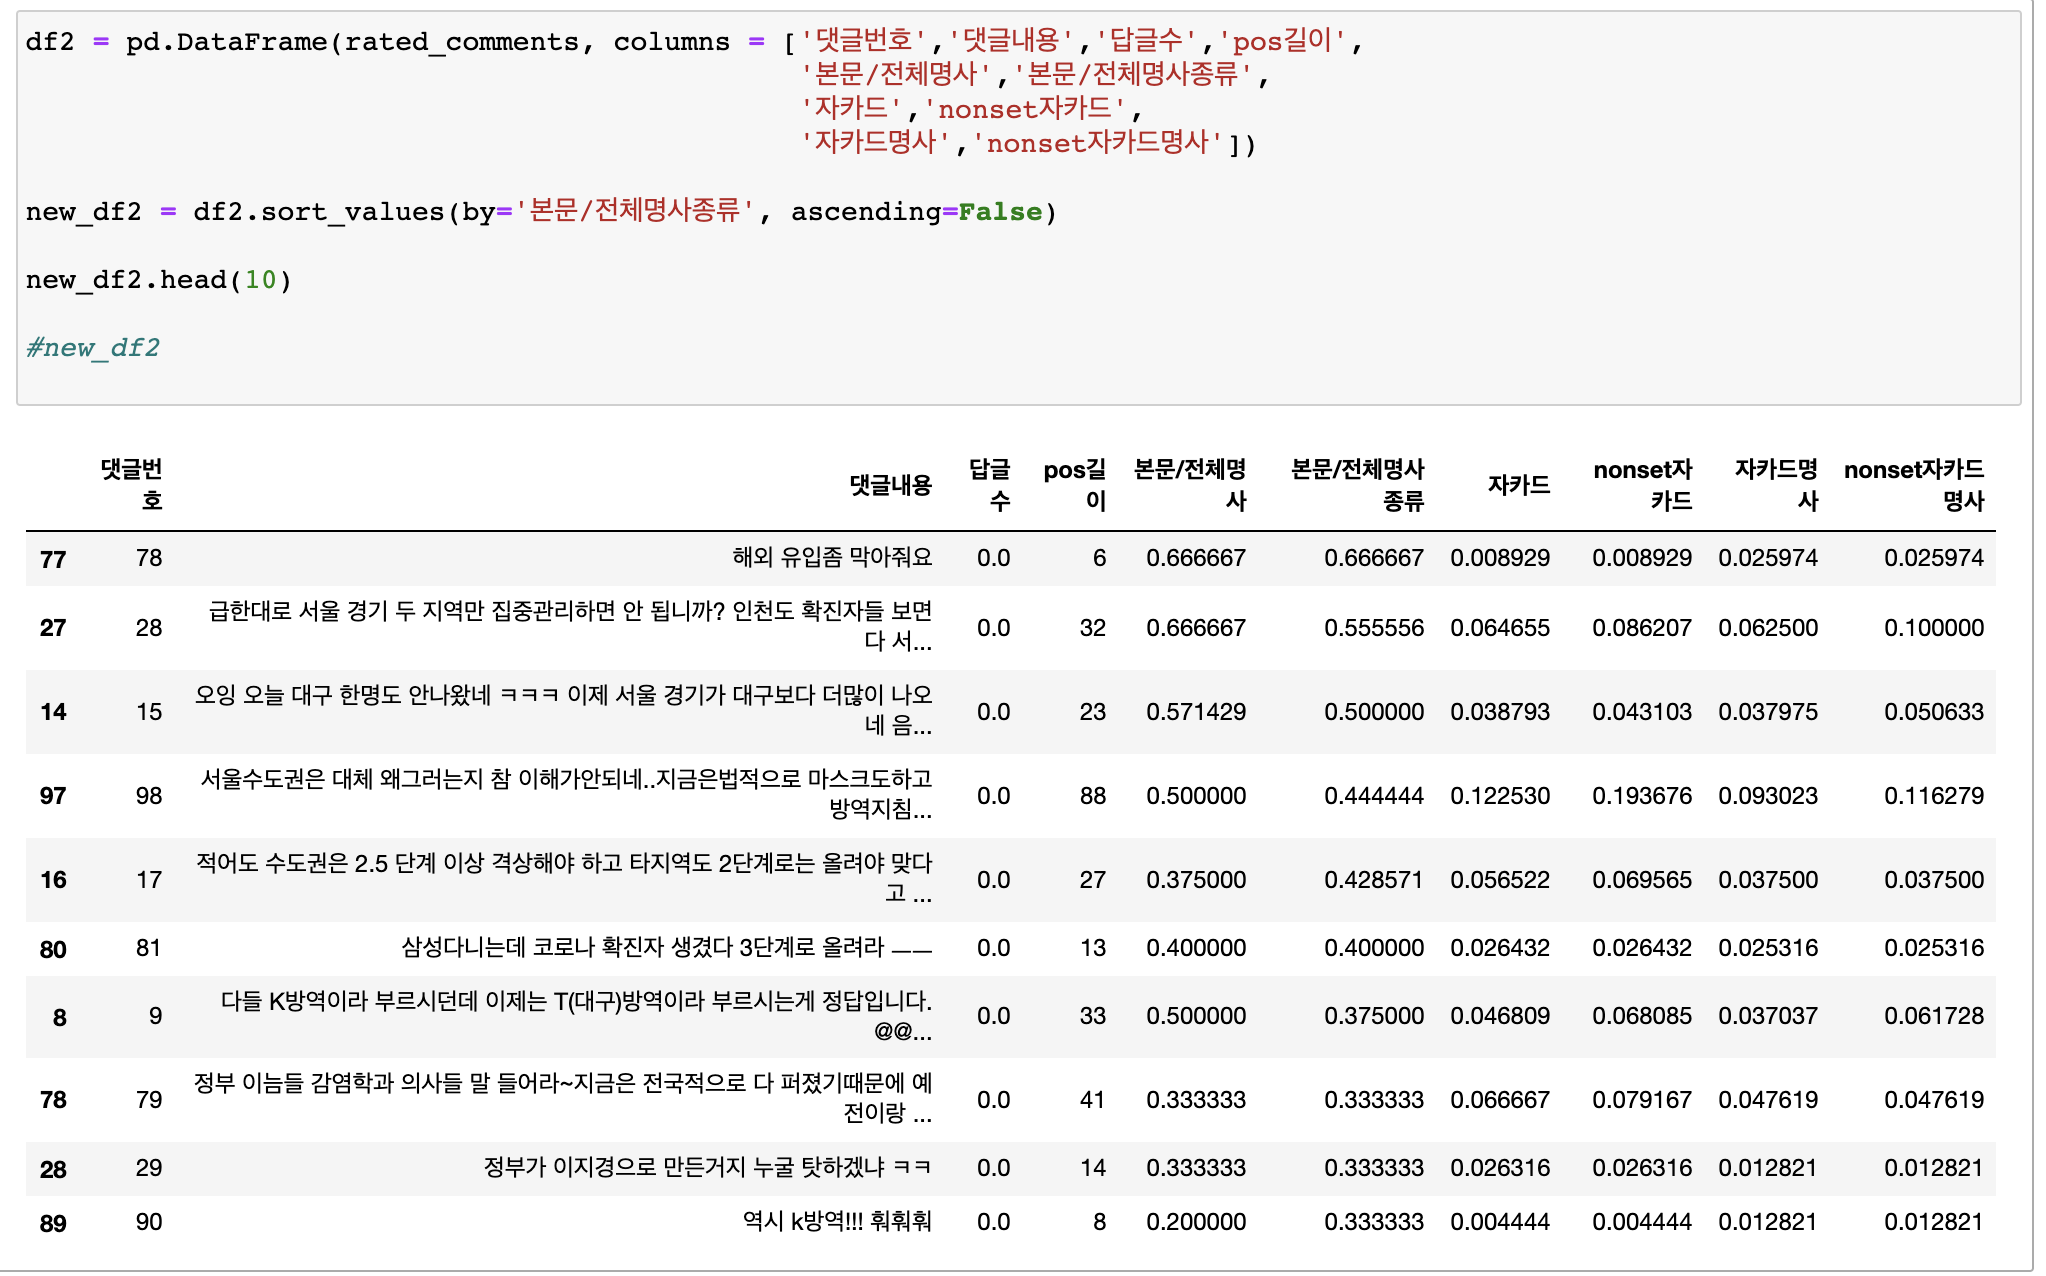 df2 = pd.DataFrame(rated_comments, columns = ['댓글번호','댓글내용','답글수','pos길이',
'본문/전체명사','본문/전체명사종류',
'자카드','nonset자카드',
'자카드명사','nonset자카드명사'])
new_df2 = df2.sort_values(by='본문/전체명사종류', ascending=False)
new_df2.head(10)
#new_df2
댓글번 답글 pos길 본문/전체명 본문/전체명사 nonset자 자카드명 nonset자카드
댓글내용 자카드
호 수 이 사 종류 카드 사 명사
77 78 해외 유입좀 막아줘요 0.0 6 0.666667 0.666667 0.008929 0.008929 0.025974 0.025974
급한대로 서울 경기 두 지역만 집중관리하면 안 됩니까? 인천도 확진자들 보면
27 28 0.0 32 0.666667 0.555556 0.064655 0.086207 0.062500 0.100000
다 서...
오잉 오늘 대구 한명도 안나왔네 ㅋㅋㅋ 이제 서울 경기가 대구보다 더많이 나오
14 15 0.0 23 0.571429 0.500000 0.038793 0.043103 0.037975 0.050633
네 음...
서울수도권은 대체 왜그러는지 참 이해가안되네..지금은법적으로 마스크도하고
97 98 0.0 88 0.500000 0.444444 0.122530 0.193676 0.093023 0.116279
방역지침...
적어도 수도권은 2.5 단계 이상 격상해야 하고 타지역도 2단계로는 올려야 맞다
16 17 0.0 27 0.375000 0.428571 0.056522 0.069565 0.037500 0.037500
고 ...
80 81 삼성다니는데 코로나 확진자 생겼다 3단계로 올려라 ㅡㅡ 0.0 13 0.400000 0.400000 0.026432 0.026432 0.025316 0.025316
다들 K방역이라 부르시던데 이제는 T(대구)방역이라 부르시는게 정답입니다.
8 9 0.0 33 0.500000 0.375000 0.046809 0.068085 0.037037 0.061728
@@...
정부 이늠들 감염학과 의사들 말 들어라~지금은 전국적으로 다 퍼졌기때문에 예
78 79 0.0 41 0.333333 0.333333 0.066667 0.079167 0.047619 0.047619
전이랑 ...
28 29 정부가 이지경으로 만든거지 누굴 탓하겠냐 ㅋㅋ 0.0 14 0.333333 0.333333 0.026316 0.026316 0.012821 0.012821
89 90 역시 k방역!!! 훠훠훠 0.0 8 0.200000 0.333333 0.004444 0.004444 0.012821 0.012821